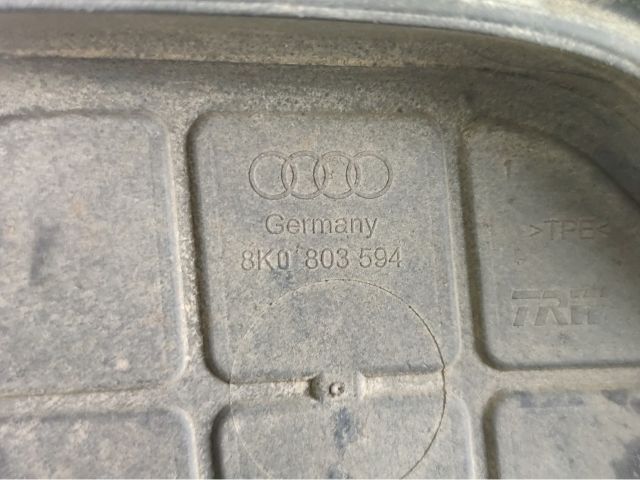 Germany
8K0 803 594
>TPE<
TRW